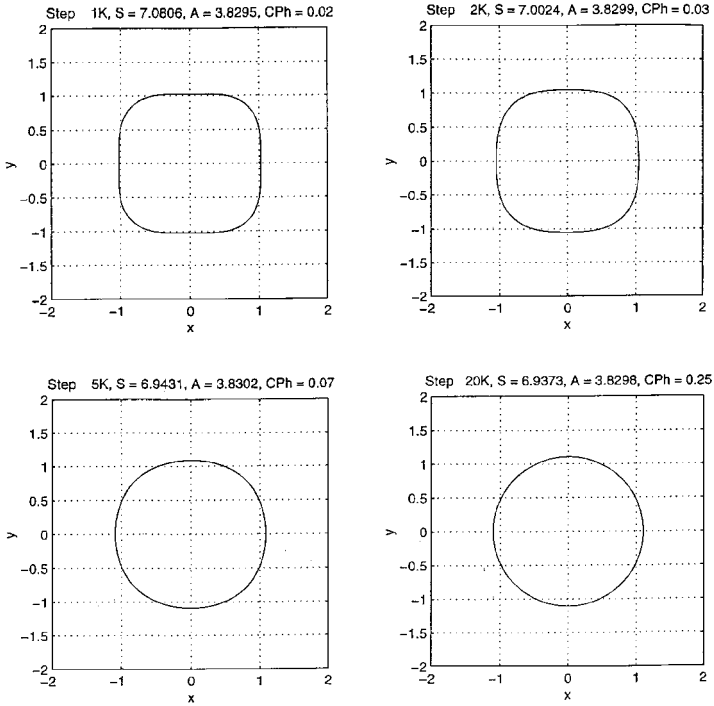 Step 1K, S = 7.0806, A = 3.8295, CPh = 0.02
2
1.5
1
0.5
0
−0.5
−1
−1.5
−2
y
−2 −1 0 1 2
x
Step 2K, S = 7.0024, A = 3.8299, CPh = 0.03
2
1.5
1
0.5
0
−0.5
−1
−1.5
−2
y
−2 −1 0 1 2
x
Step 5K, S = 6.9431, A = 3.8302, CPh = 0.07
2
1.5
1
0.5
0
−0.5
−1
−1.5
−2
y
−2 −1 0 1 2
x
Step 20K, S = 6.9373, A = 3.8298, CPh = 0.25
2
1.5
1
0.5
0
−0.5
−1
−1.5
−2
y
−2 −1 0 1 2
x